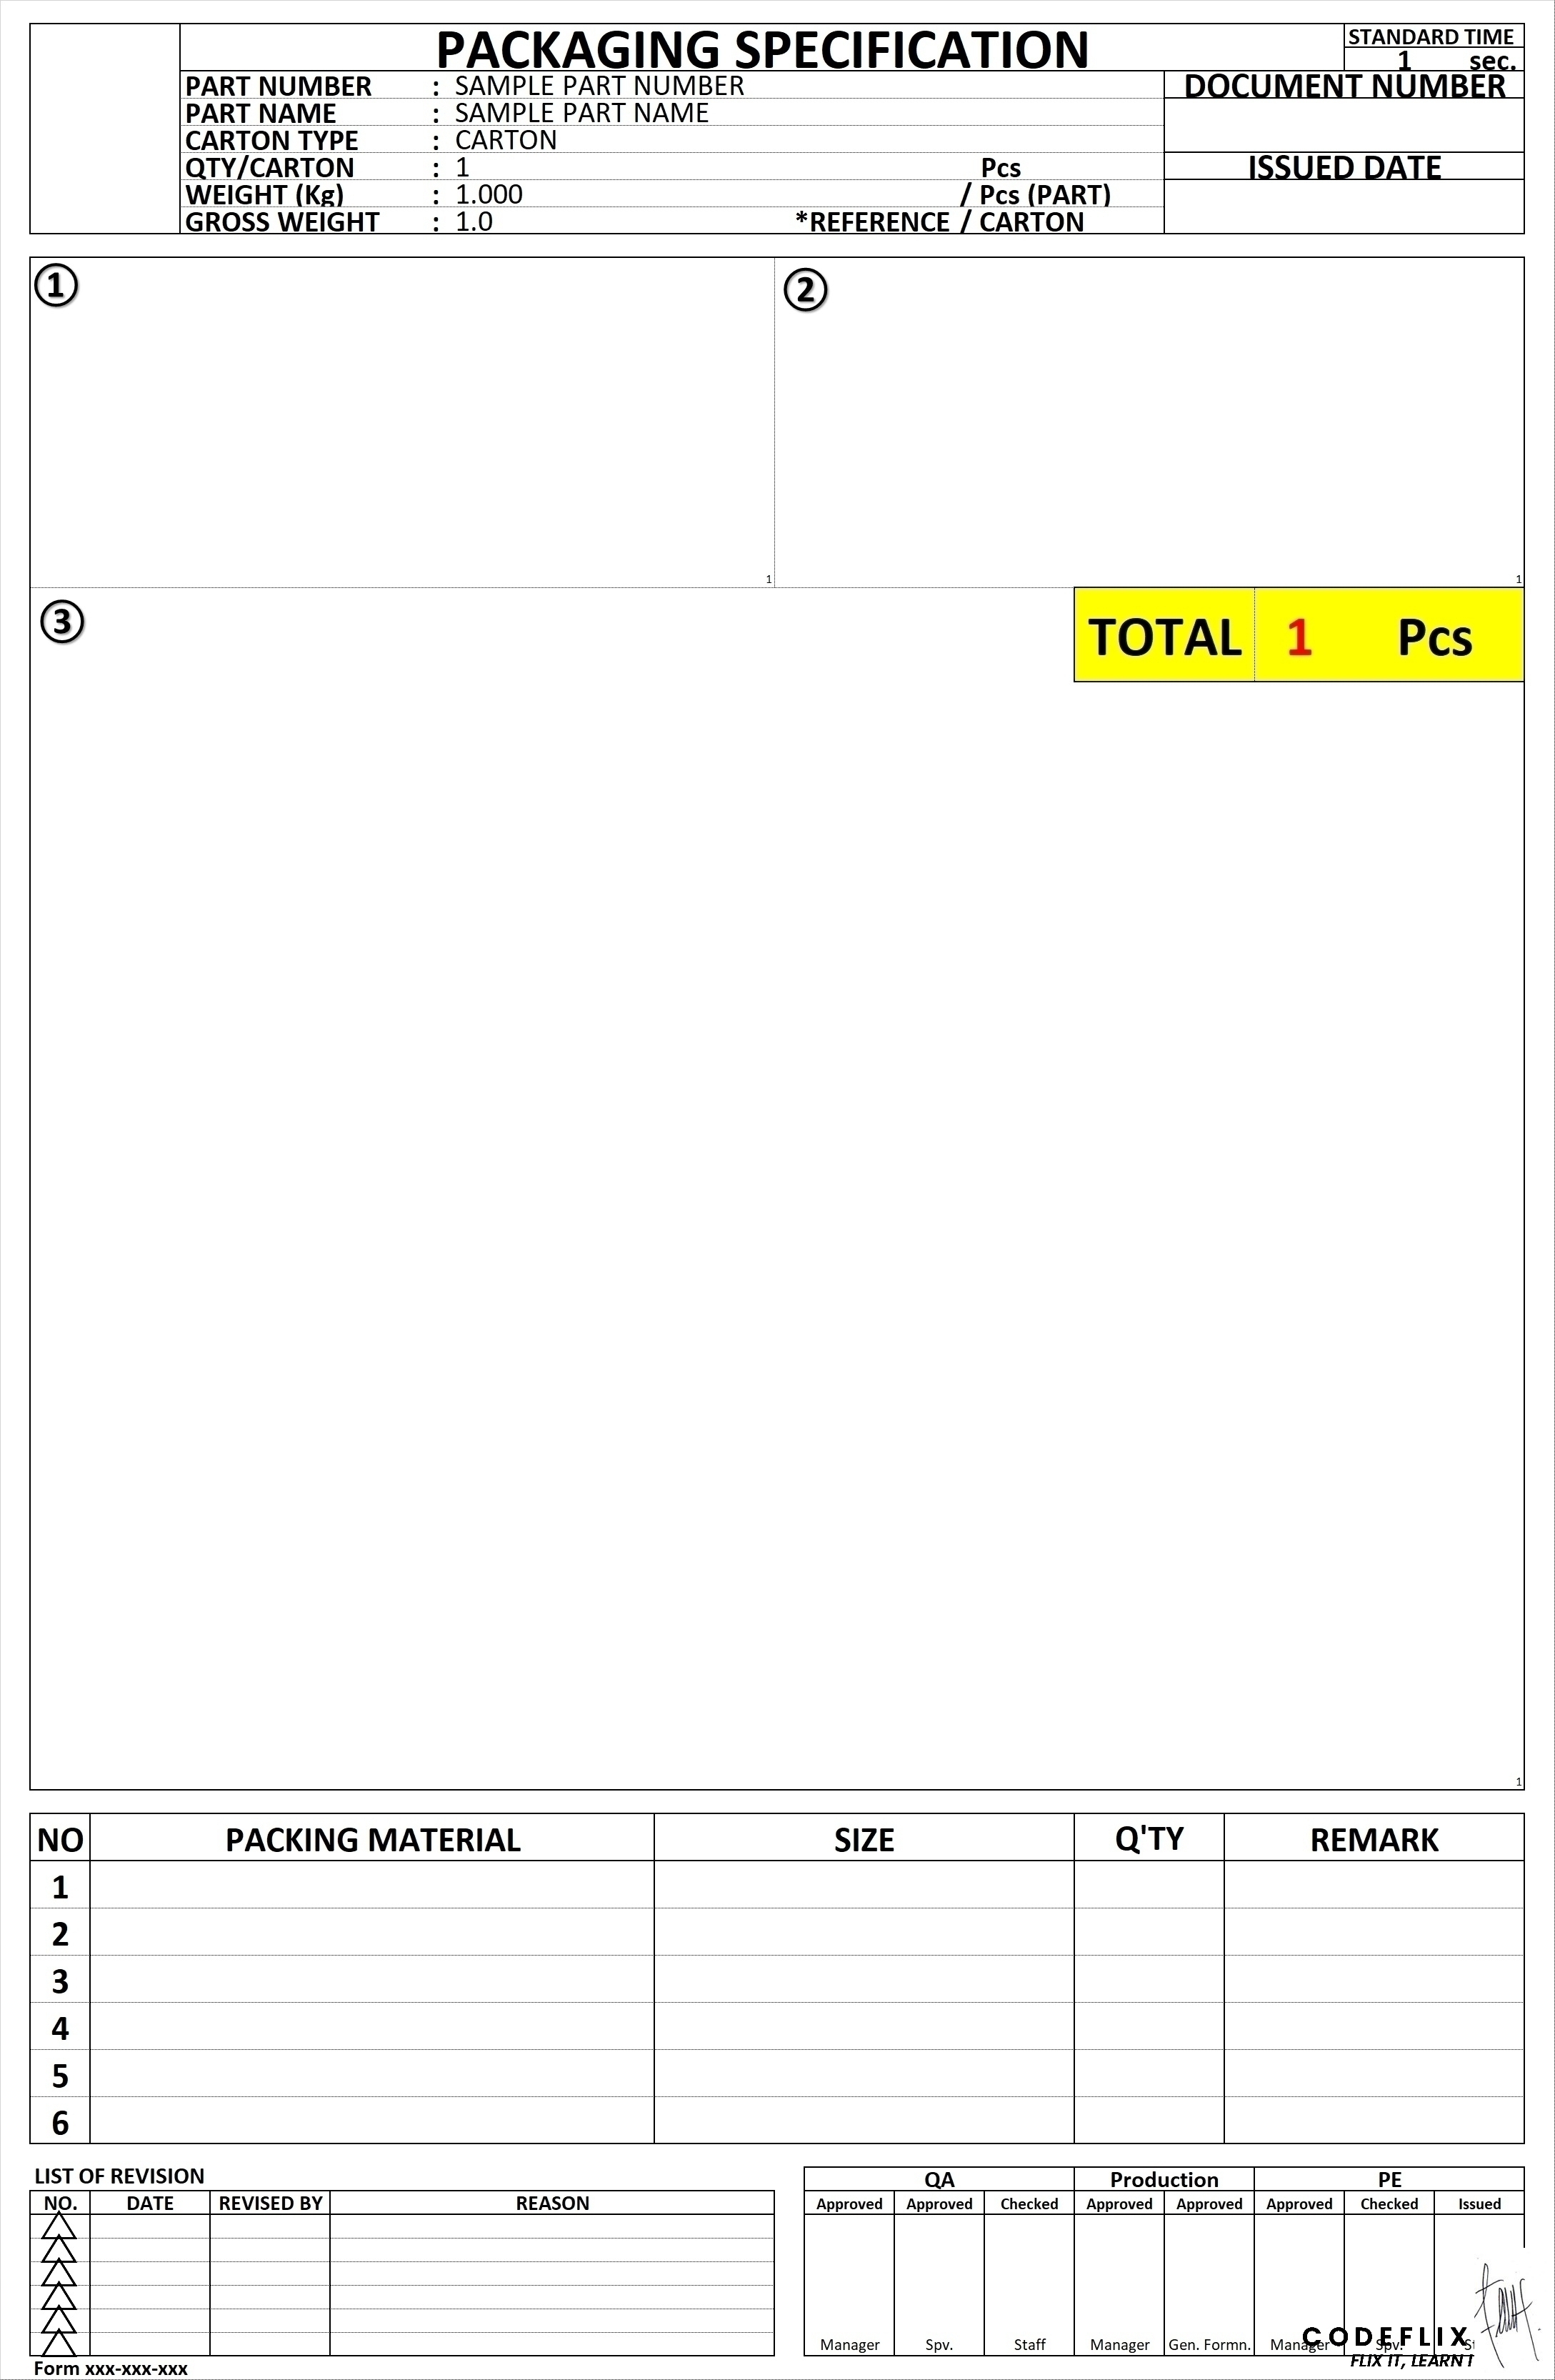 PACKAGING SPECIFICATION
STANDARD TIME
1 sec.
PART NUMBER : SAMPLE PART NUMBER
DOCUMENT NUMBER
PART NAME : SAMPLE PART NAME
CARTON TYPE : CARTON
QTY/CARTON : 1 Pcs
ISSUED DATE
WEIGHT (Kg) : 1.000 / Pcs (PART)
GROSS WEIGHT : 1.0 *REFERENCE / CARTON
1
2
1
1
3
TOTAL 1 Pcs
1
NO PACKING MATERIAL SIZE Q'TY REMARK
1
2
3
4
5
6
LIST OF REVISION
NO. DATE REVISED BY REASON
QA Production PE
Approved Approved Checked Approved Approved Approved Checked Issued
Manager Spv. Staff Manager Gen. Formn. Manager Spv.
CODEFLIX
FLIX IT, LEARN
Form xxx-xxx-xxx